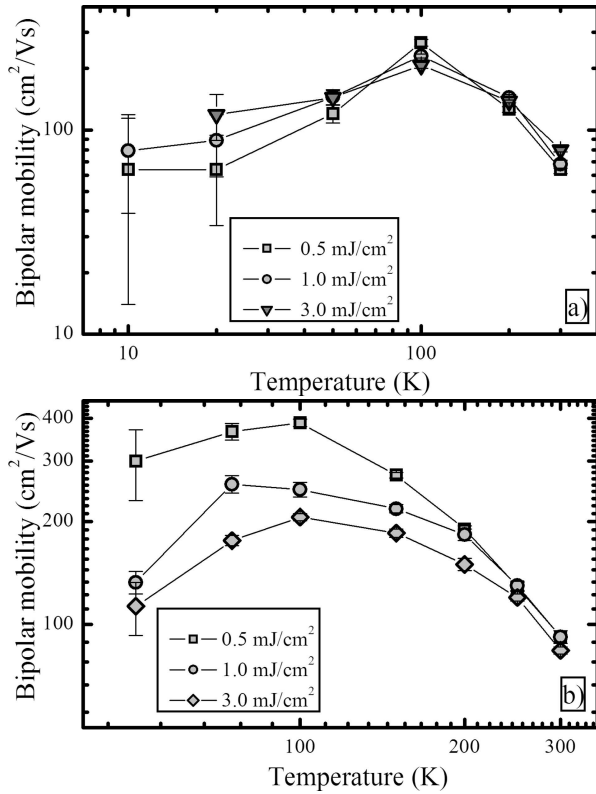 Bipolar mobility (cm²/Vs)
100
10
0.5 mJ/cm²
1.0 mJ/cm²
3.0 mJ/cm²
a)
10
100
Temperature (K)
Bipolar mobility (cm²/Vs)
400
300
200
100
0.5 mJ/cm²
1.0 mJ/cm²
3.0 mJ/cm²
b)
100
200
300
Temperature (K)